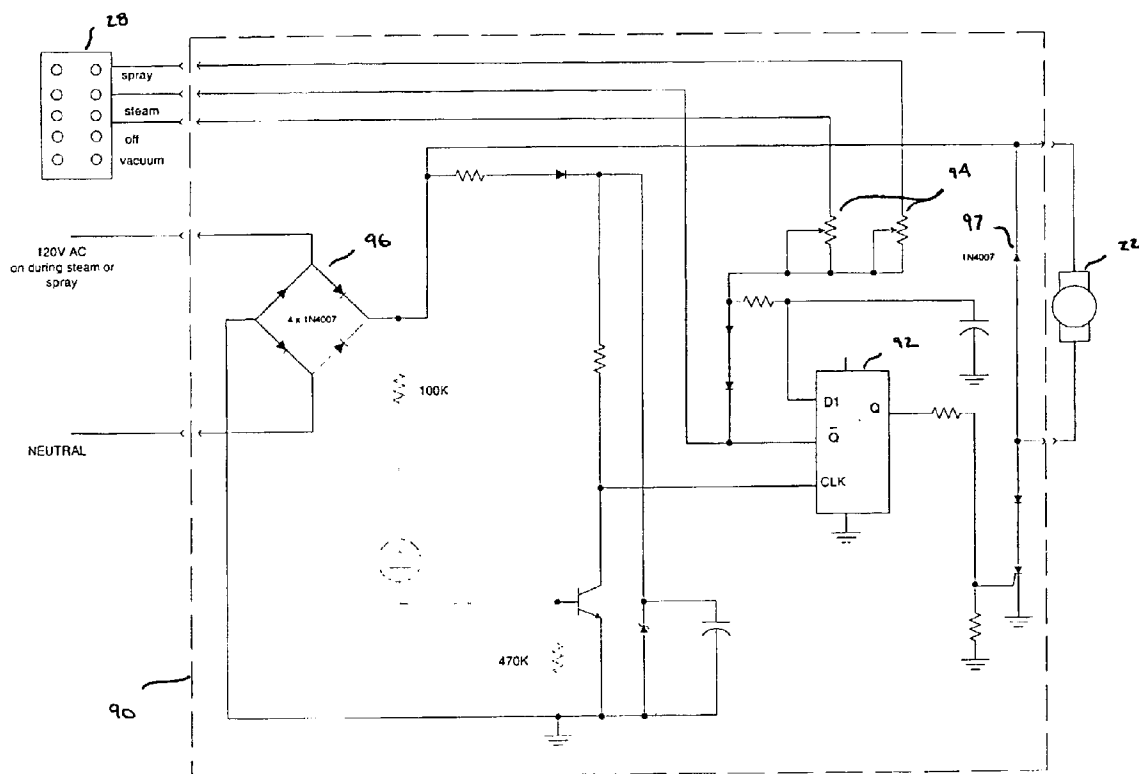 28
spray
steam
off
vacuum
120V AC
on during steam or
spray
NEUTRAL
96
4 x 1N4007
100K
470K
90
94
97
1N4007
22
92
D1
Q
Q̅
CLK